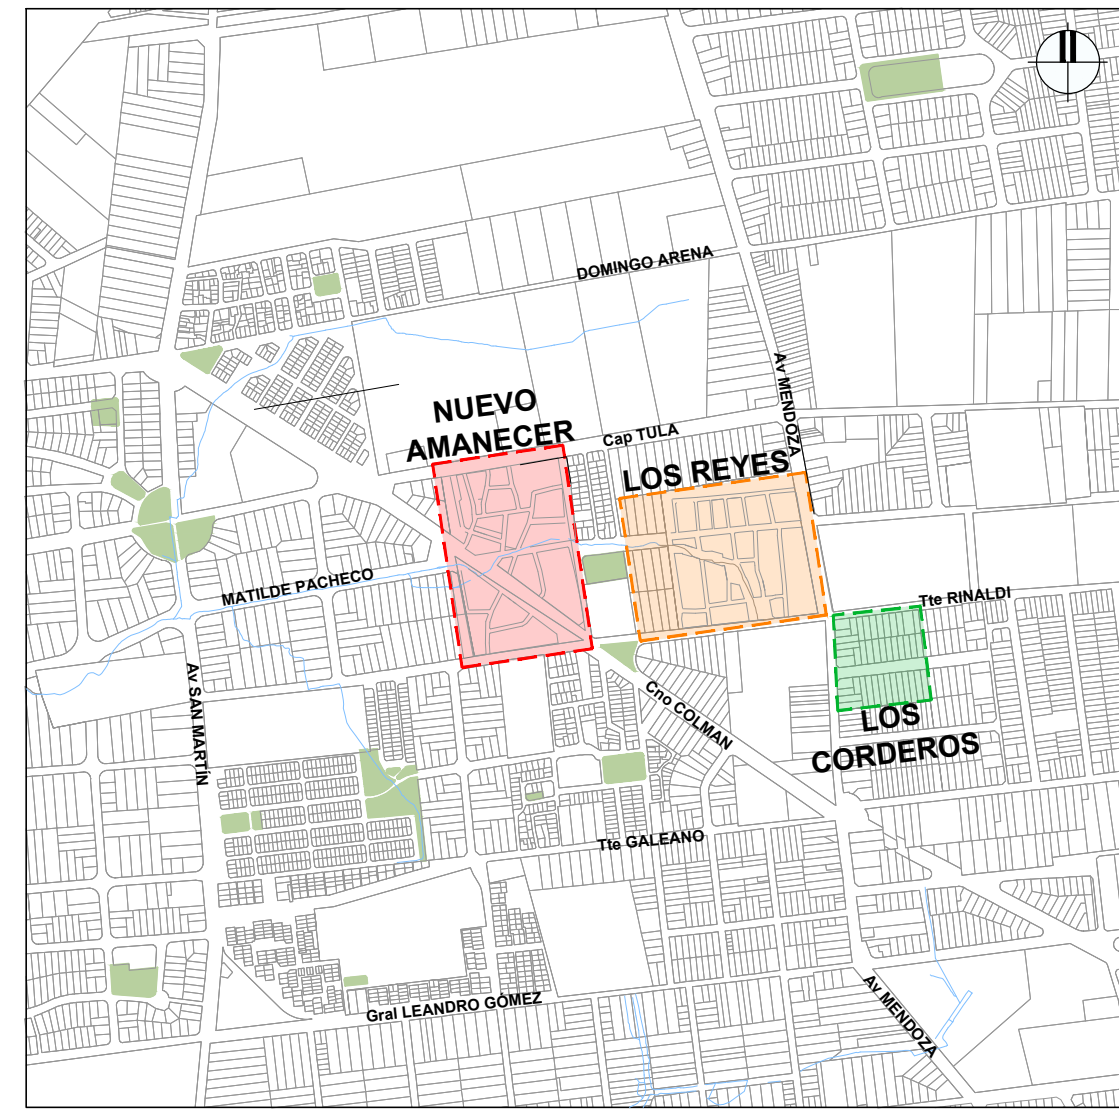 DOMINGO ARENA
Av MENDOZA
NUEVO
AMANECER
Cap TULA
LOS REYES
MATILDE PACHECO
Tte RINALDI
Av SAN MARTÍN
Cno COLMAN
LOS
CORDEROS
Tte GALEANO
Gral LEANDRO GÓMEZ
Av MENDOZA